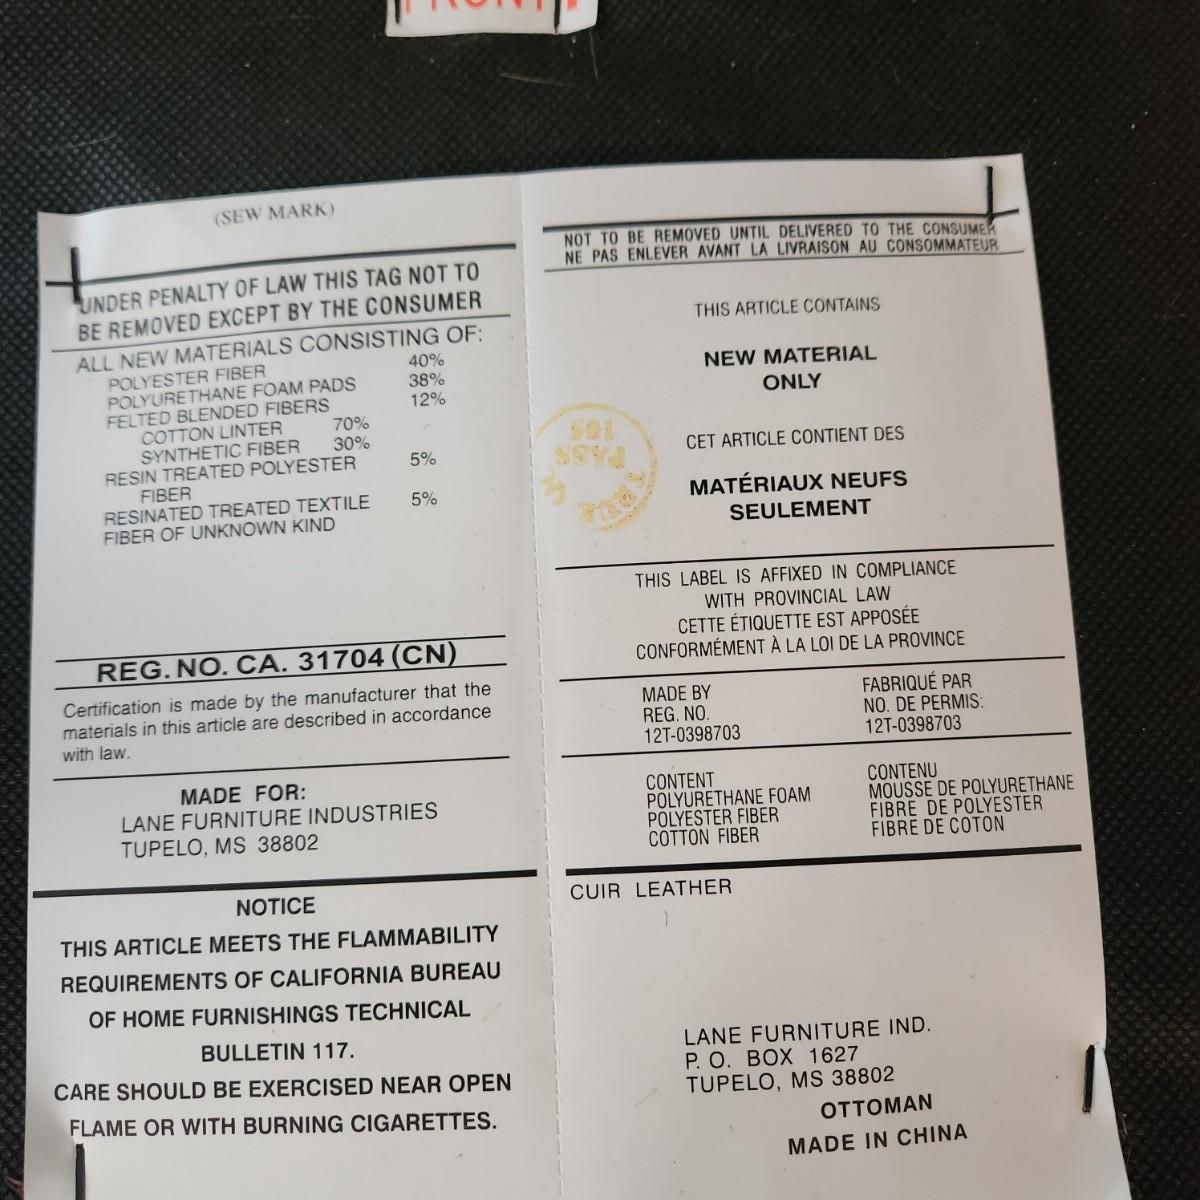 FRONT
(SEW MARK)
UNDER PENALTY OF LAW THIS TAG NOT TO
BE REMOVED EXCEPT BY THE CONSUMER
ALL NEW MATERIALS CONSISTING OF:
POLYESTER FIBER 40%
POLYURETHANE FOAM PADS 38%
FELTED BLENDED FIBERS 12%
COTTON LINTER 70%
SYNTHETIC FIBER 30%
RESIN TREATED POLYESTER 5%
FIBER
RESINATED TREATED TEXTILE 5%
FIBER OF UNKNOWN KIND
REG. NO. CA. 31704 (CN)
Certification is made by the manufacturer that the
materials in this article are described in accordance
with law.
MADE FOR:
LANE FURNITURE INDUSTRIES
TUPELO, MS 38802
NOTICE
THIS ARTICLE MEETS THE FLAMMABILITY
REQUIREMENTS OF CALIFORNIA BUREAU
OF HOME FURNISHINGS TECHNICAL
BULLETIN 117.
CARE SHOULD BE EXERCISED NEAR OPEN
FLAME OR WITH BURNING CIGARETTES.
NOT TO BE REMOVED UNTIL DELIVERED TO THE CONSUMER
NE PAS ENLEVER AVANT LA LIVRAISON AU CONSOMMATEUR
THIS ARTICLE CONTAINS
NEW MATERIAL
ONLY
CET ARTICLE CONTIENT DES
MATÉRIAUX NEUFS
SEULEMENT
PASS
105
THIS LABEL IS AFFIXED IN COMPLIANCE
WITH PROVINCIAL LAW
CETTE ÉTIQUETTE EST APPOSÉE
CONFORMÉMENT À LA LOI DE LA PROVINCE
MADE BY
REG. NO.
12T-0398703
FABRIQUÉ PAR
NO. DE PERMIS:
12T-0398703
CONTENT
POLYURETHANE FOAM
POLYESTER FIBER
COTTON FIBER
CONTENU
MOUSSE DE POLYURETHANE
FIBRE DE POLYESTER
FIBRE DE COTON
CUIR LEATHER
LANE FURNITURE IND.
P. O. BOX 1627
TUPELO, MS 38802
OTTOMAN
MADE IN CHINA